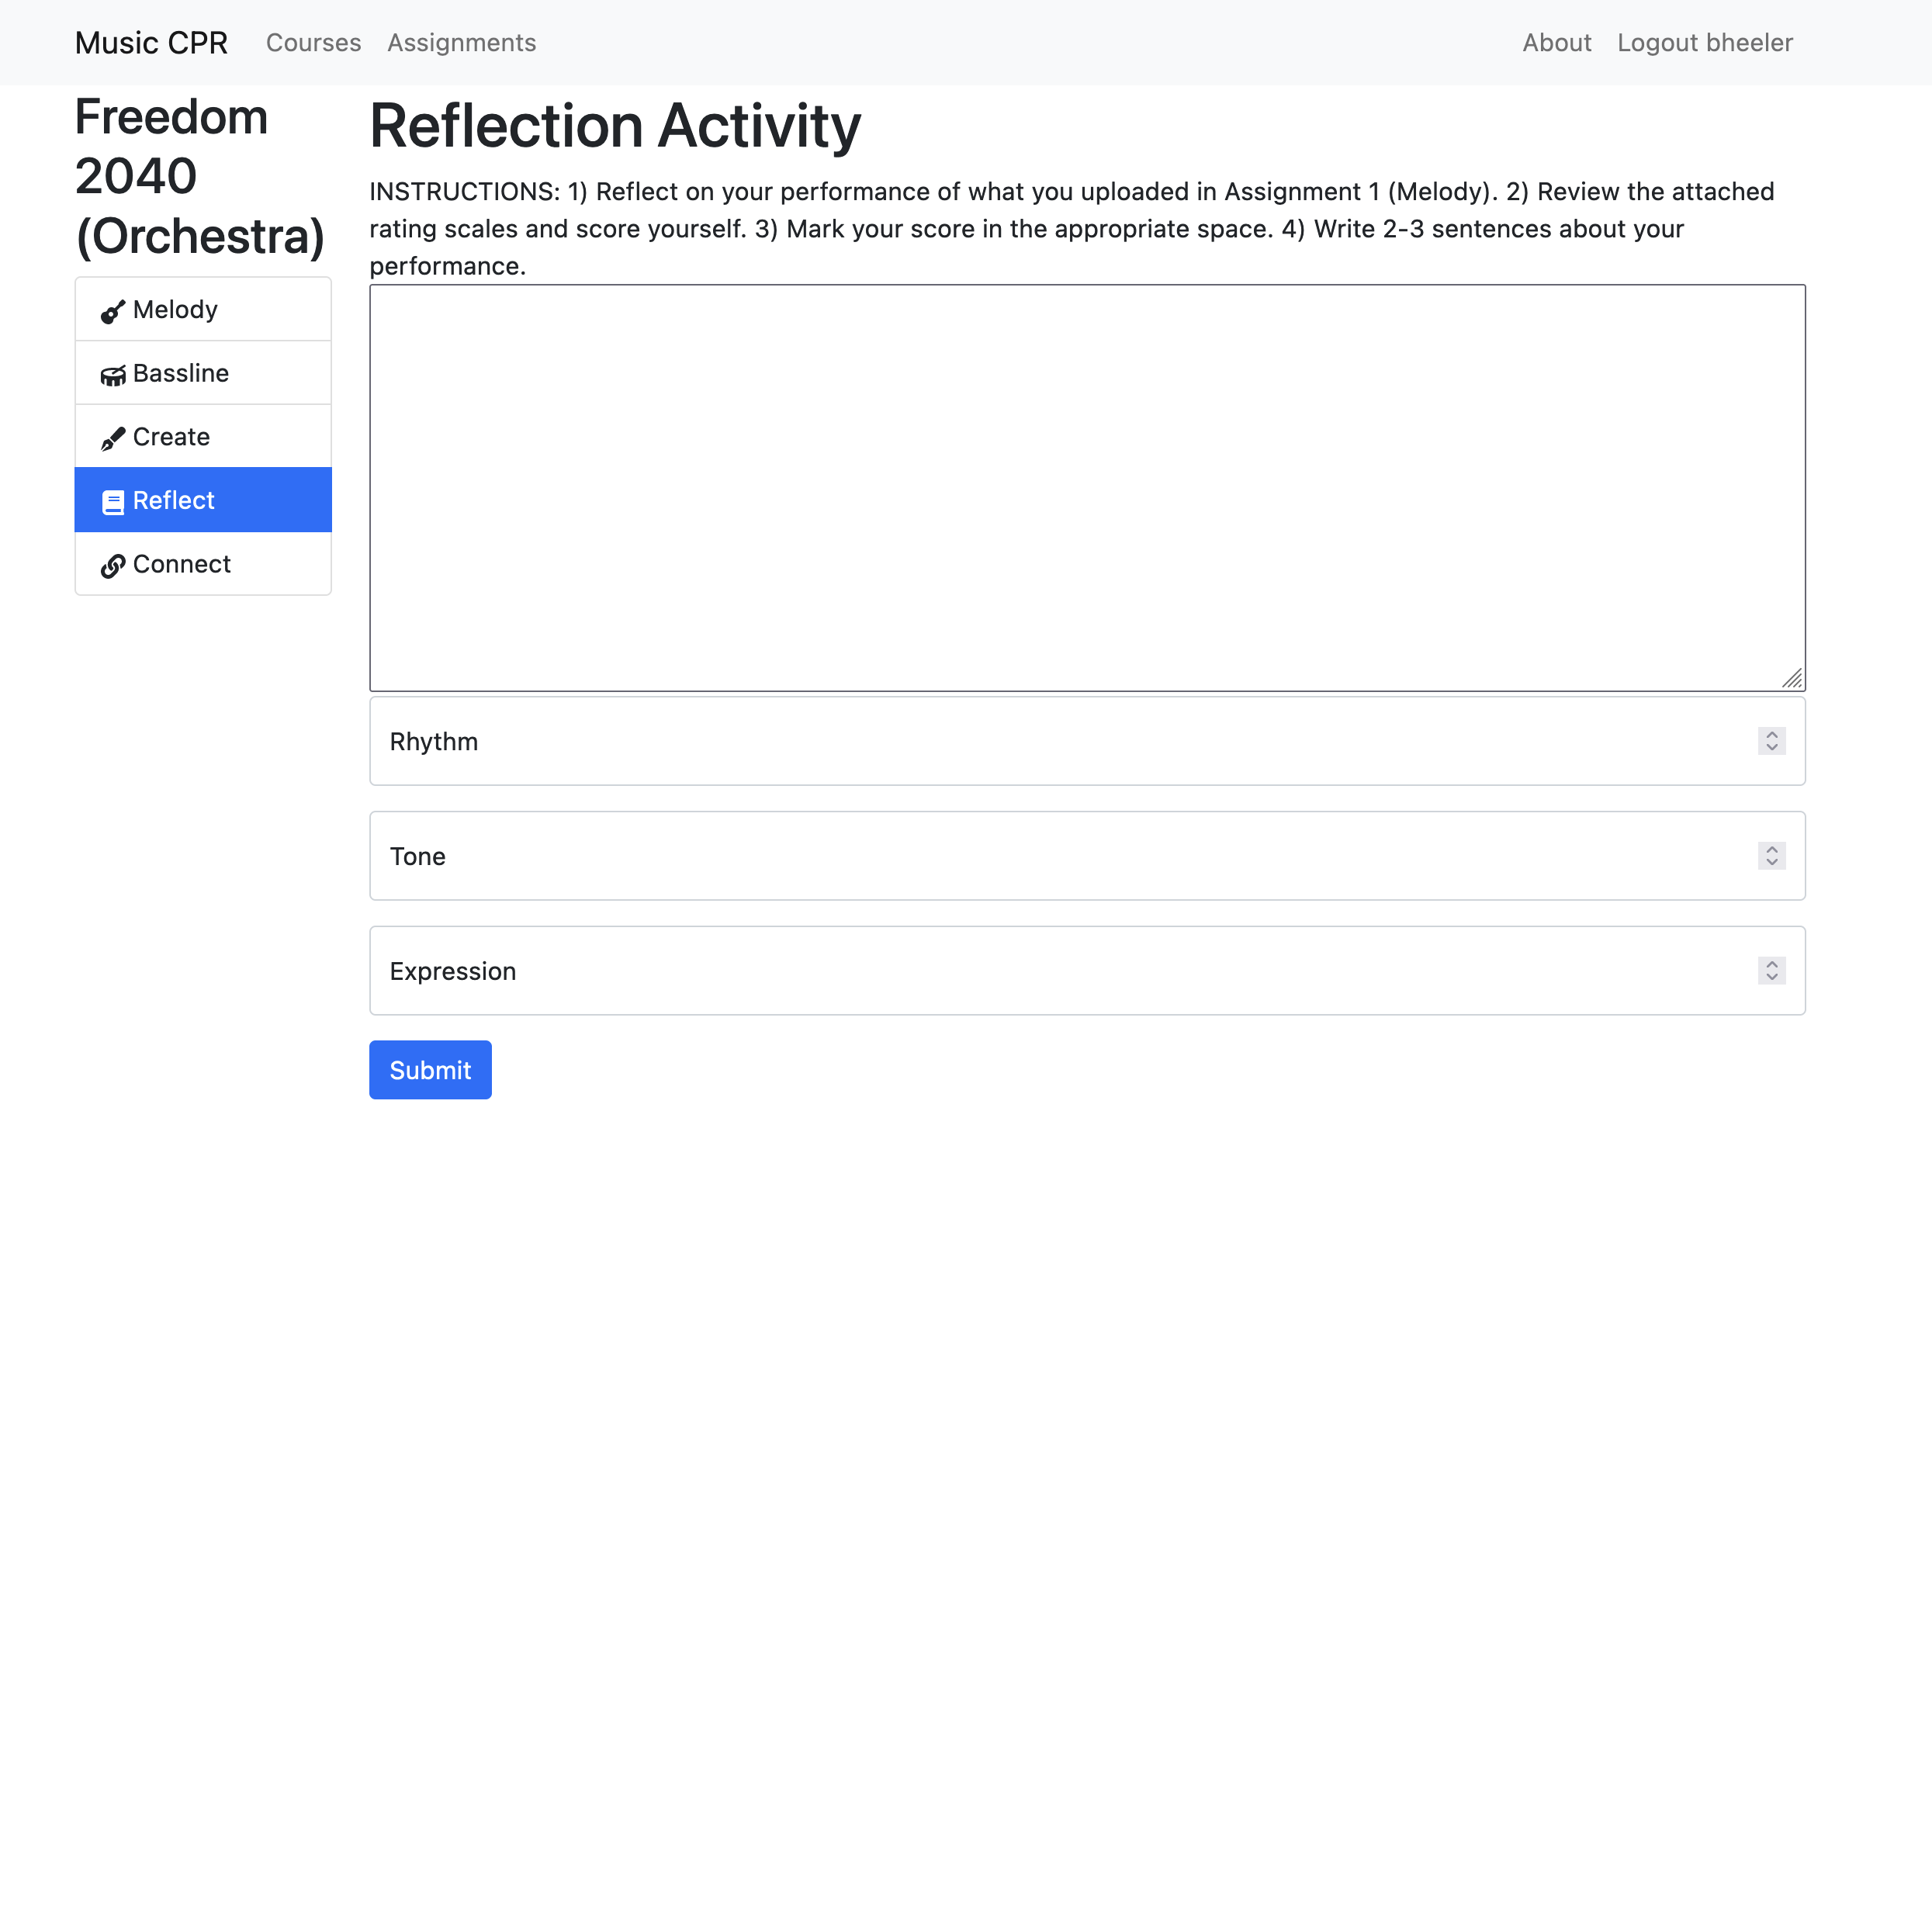 Music CPR Courses Assignments About Logout bheeler
Freedom
2040
(Orchestra)
Melody
Bassline
Create
Reflect
Connect
Reflection Activity
INSTRUCTIONS: 1) Reflect on your performance of what you uploaded in Assignment 1 (Melody). 2) Review the attached
rating scales and score yourself. 3) Mark your score in the appropriate space. 4) Write 2-3 sentences about your
performance.
Rhythm
Tone
Expression
Submit